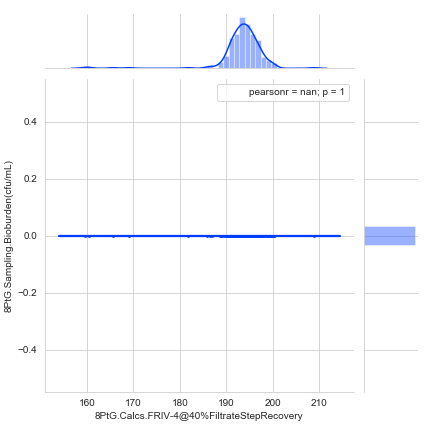 pearsonr = nan; p = 1
0.4
0.2
0.0
−0.2
−0.4
8PtG.Sampling.Bioburden(cfu/mL)
160 170 180 190 200 210
8PtG.Calcs.FRIV-4@40%FiltrateStepRecovery